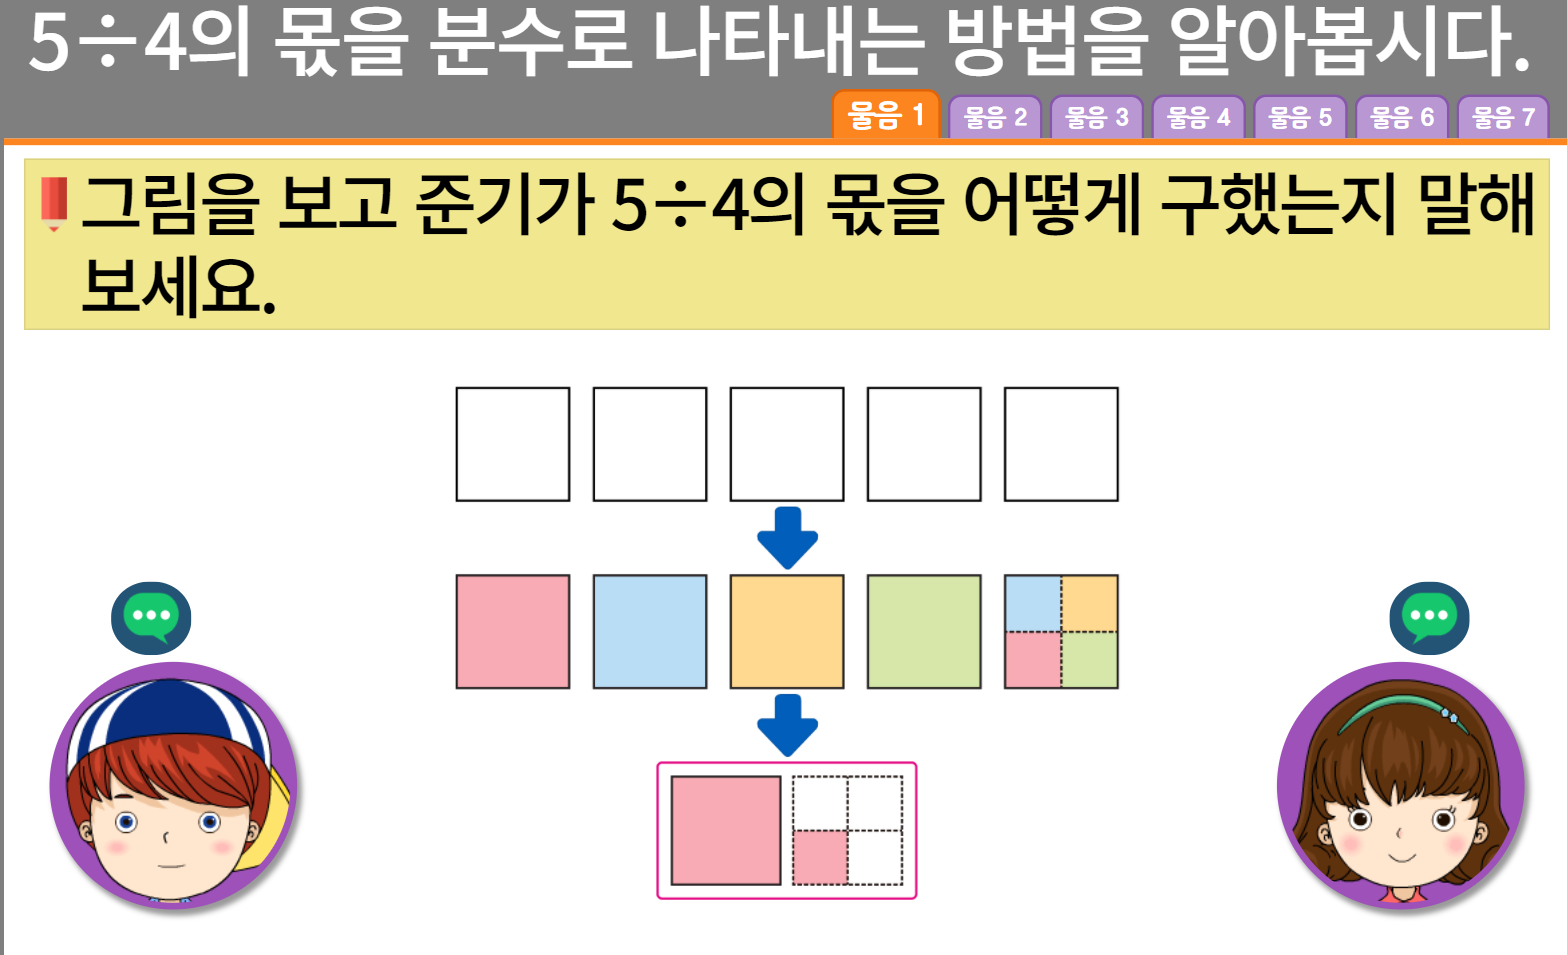 5÷4의 몫을 분수로 나타내는 방법을 알아봅시다.
물음 1 물음 2 물음 3 물음 4 물음 5 물음 6 물음 7
그림을 보고 준기가 5÷4의 몫을 어떻게 구했는지 말해
보세요.